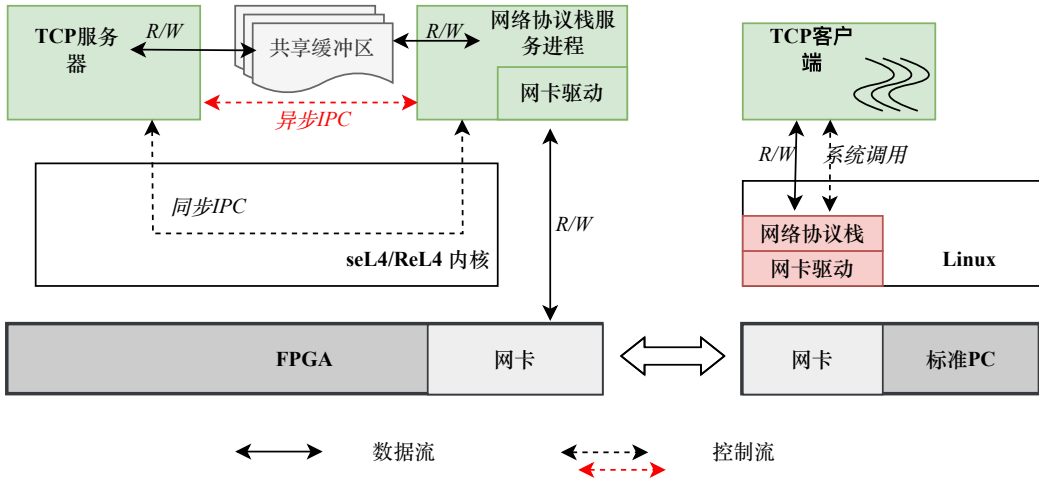 TCP服务
器
R/W
共享缓冲区
R/W
网络协议栈服
务进程
网卡驱动
异步IPC
同步IPC
seL4/ReL4 内核
R/W
FPGA
网卡
TCP客户
端
R/W
系统调用
网络协议栈
网卡驱动
Linux
网卡
标准PC
数据流
控制流